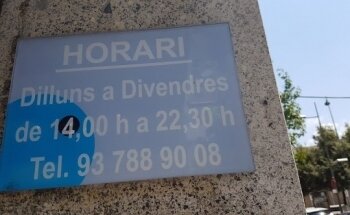 HORARI
Dilluns a Divendres
de 14,00 h a 22,30 h
Tel. 93 788 90 08